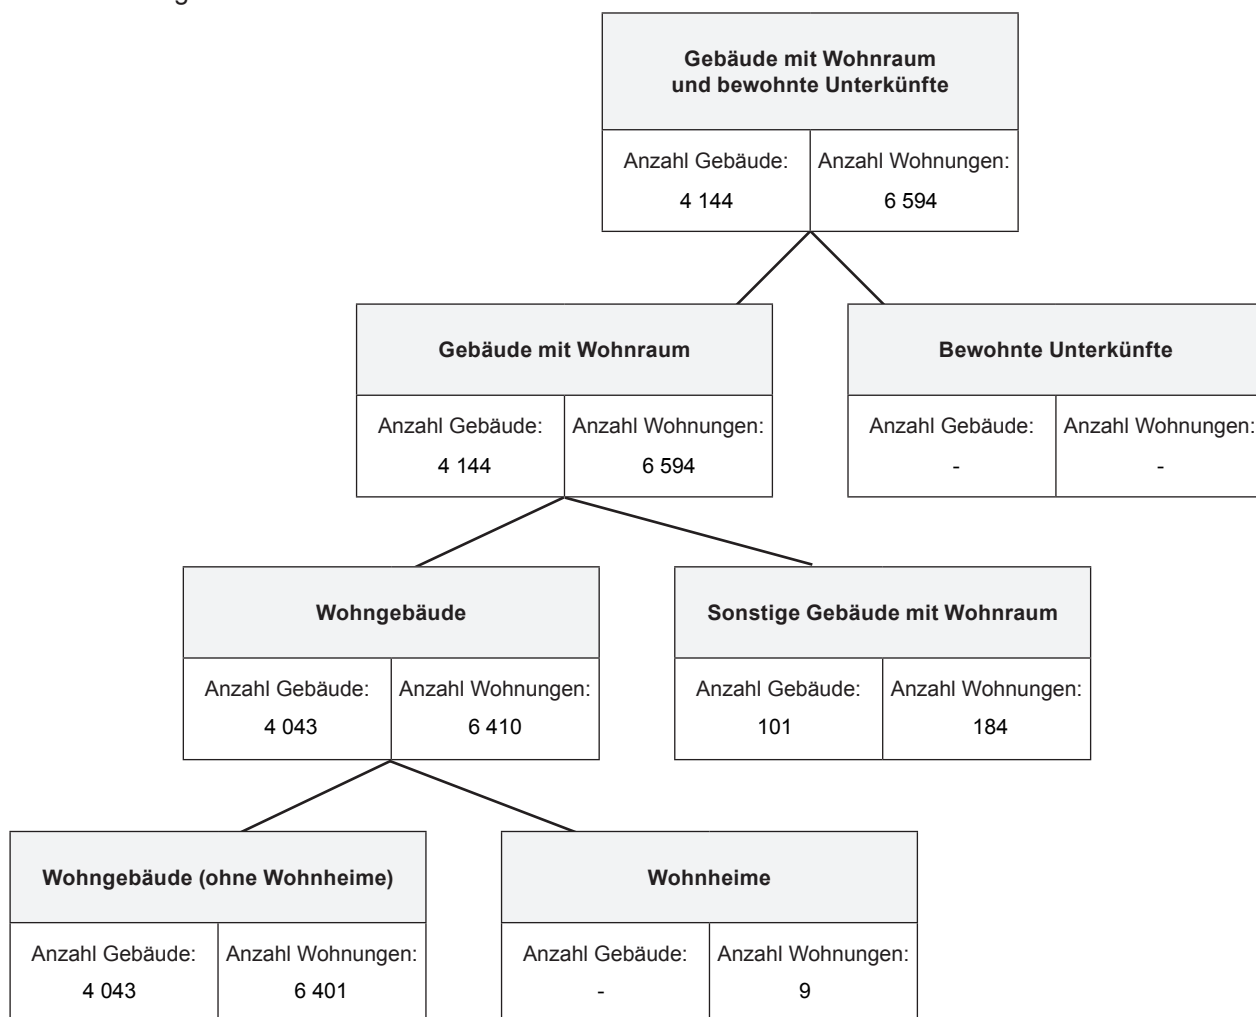 Gebäude mit Wohnraum
und bewohnte Unterkünfte
Anzahl Gebäude: Anzahl Wohnungen:
4 144 6 594
Gebäude mit Wohnraum Bewohnte Unterkünfte
Anzahl Gebäude: Anzahl Wohnungen: Anzahl Gebäude: Anzahl Wohnungen:
4 144 6 594 - -
Wohngebäude Sonstige Gebäude mit Wohnraum
Anzahl Gebäude: Anzahl Wohnungen: Anzahl Gebäude: Anzahl Wohnungen:
4 043 6 410 101 184
Wohngebäude (ohne Wohnheime) Wohnheime
Anzahl Gebäude: Anzahl Wohnungen: Anzahl Gebäude: Anzahl Wohnungen:
4 043 6 401 - 9